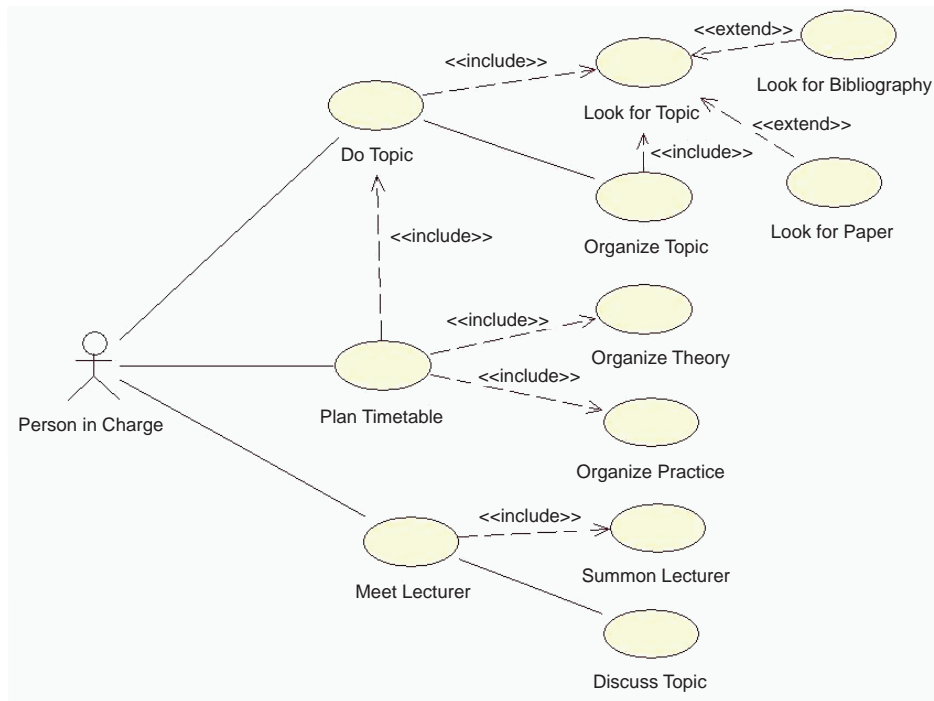 <<extend>>
<<include>>
Look for Bibliography
Look for Topic
<<extend>>
Do Topic
<<include>>
Look for Paper
<<include>>
Organize Topic
<<include>>
Organize Theory
<<include>>
Plan Timetable
Person in Charge
Organize Practice
<<include>>
Summon Lecturer
Meet Lecturer
Discuss Topic